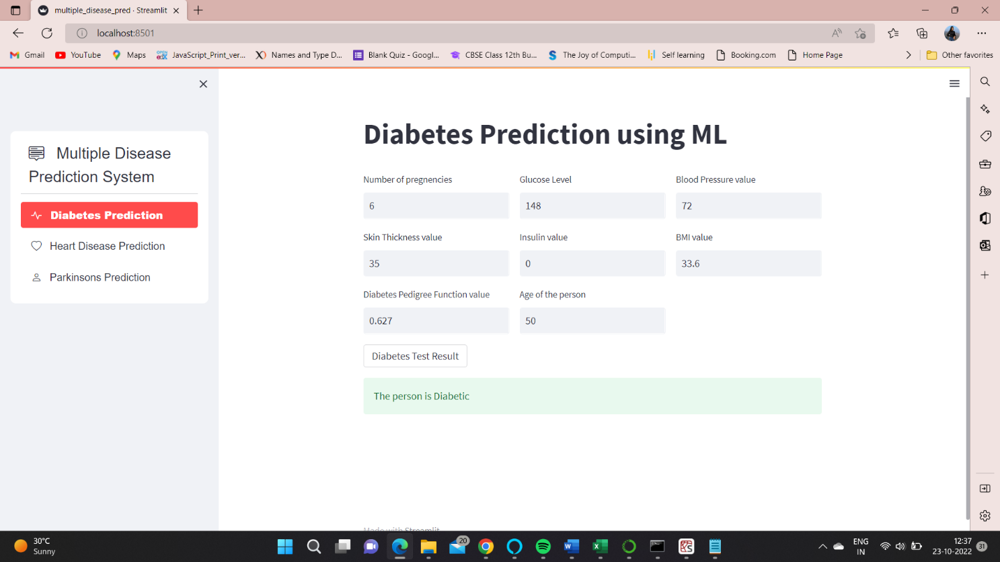 multiple_disease_pred · Streamlit
localhost:8501
Gmail YouTube Maps JavaScript_Print_ver... Names and Type D... Blank Quiz - Googl... CBSE Class 12th Bu... The Joy of Computi... Self learning Booking.com Home Page Other favorites
Multiple Disease
Prediction System
Diabetes Prediction
Heart Disease Prediction
Parkinsons Prediction
Diabetes Prediction using ML
Number of pregnencies Glucose Level Blood Pressure value
6 148 72
Skin Thickness value Insulin value BMI value
35 0 33.6
Diabetes Pedigree Function value Age of the person
0.627 50
Diabetes Test Result
The person is Diabetic
Made with Streamlit
30°C
Sunny
20
ENG
IN
12:37
23-10-2022
31